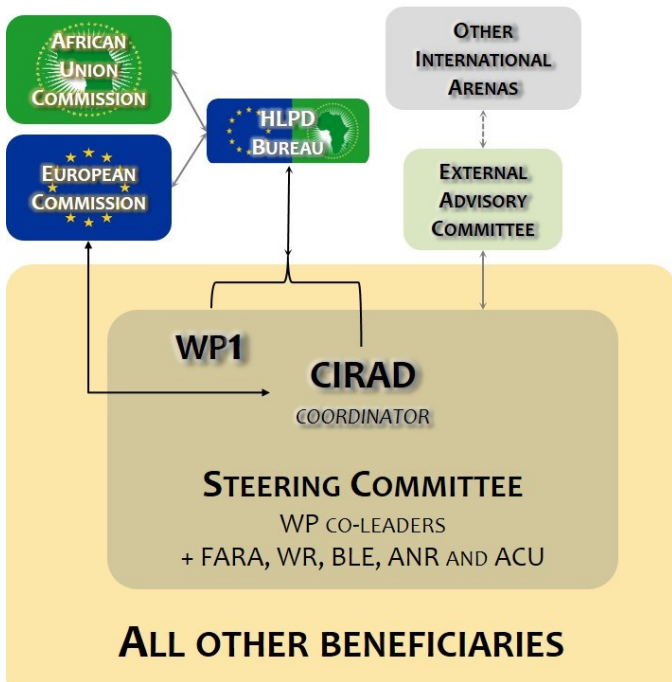 AFRICAN
UNION
COMMISSION
EUROPEAN
COMMISSION
HLPD
BUREAU
OTHER
INTERNATIONAL
ARENAS
EXTERNAL
ADVISORY
COMMITTEE
WP1
CIRAD
COORDINATOR
STEERING COMMITTEE
WP CO-LEADERS
+ FARA, WR, BLE, ANR AND ACU
ALL OTHER BENEFICIARIES